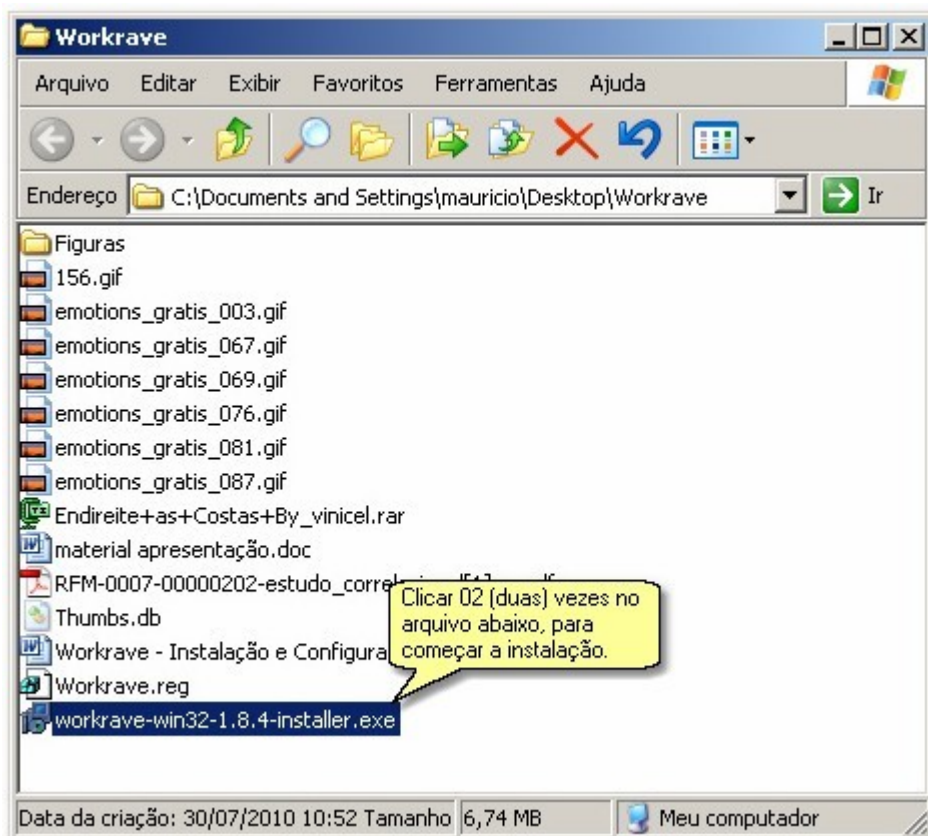 Workrave
Arquivo Editar Exibir Favoritos Ferramentas Ajuda
Endereço C:\Documents and Settings\mauricio\Desktop\Workrave Ir
Figuras
156.gif
emotions_gratis_003.gif
emotions_gratis_067.gif
emotions_gratis_069.gif
emotions_gratis_076.gif
emotions_gratis_081.gif
emotions_gratis_087.gif
Endireite+as+Costas+By_vinicel.rar
material apresentação.doc
RFM-0007-00000202-estudo_
Clicar 02 (duas) vezes no
arquivo abaixo, para
começar a instalação.
Thumbs.db
Workrave - Instalação e
Workrave.reg
workrave-win32-1.8.4-installer.exe
Data da criação: 30/07/2010 10:52 Tamanho 6,74 MB Meu computador